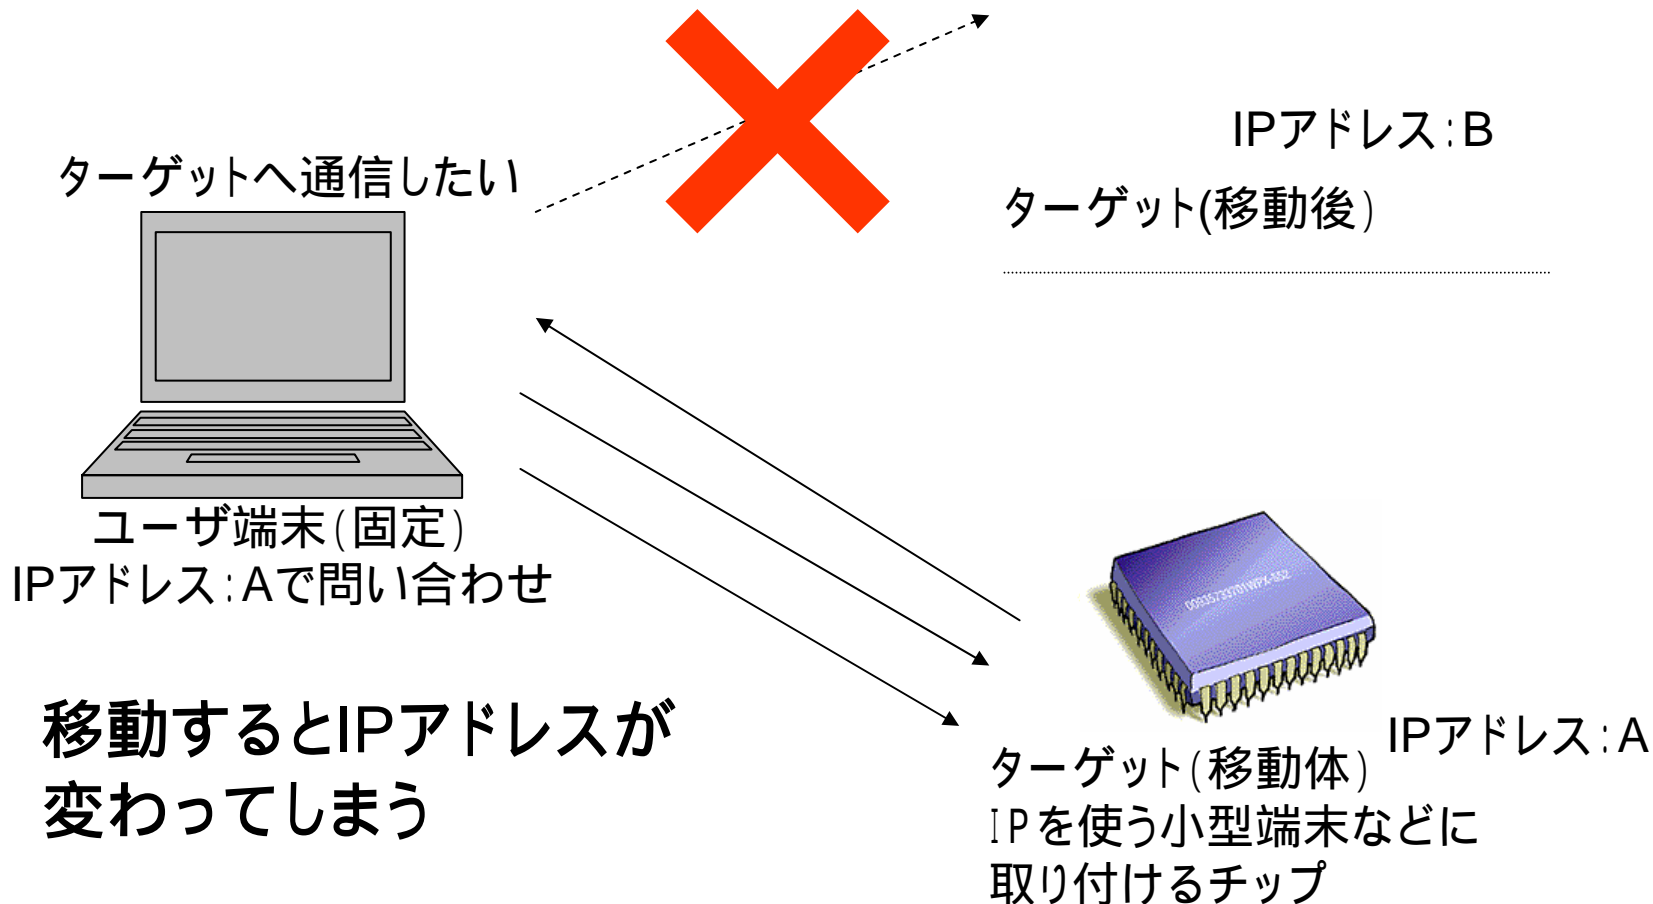 IPアドレス:B
ターゲットへ通信したい
ターゲット(移動後)
ユーザ端末(固定)
IPアドレス:Aで問い合わせ
移動するとIPアドレスが
変わってしまう
IPアドレス:A
ターゲット(移動体)
IPを使う小型端末などに
取り付けるチップ